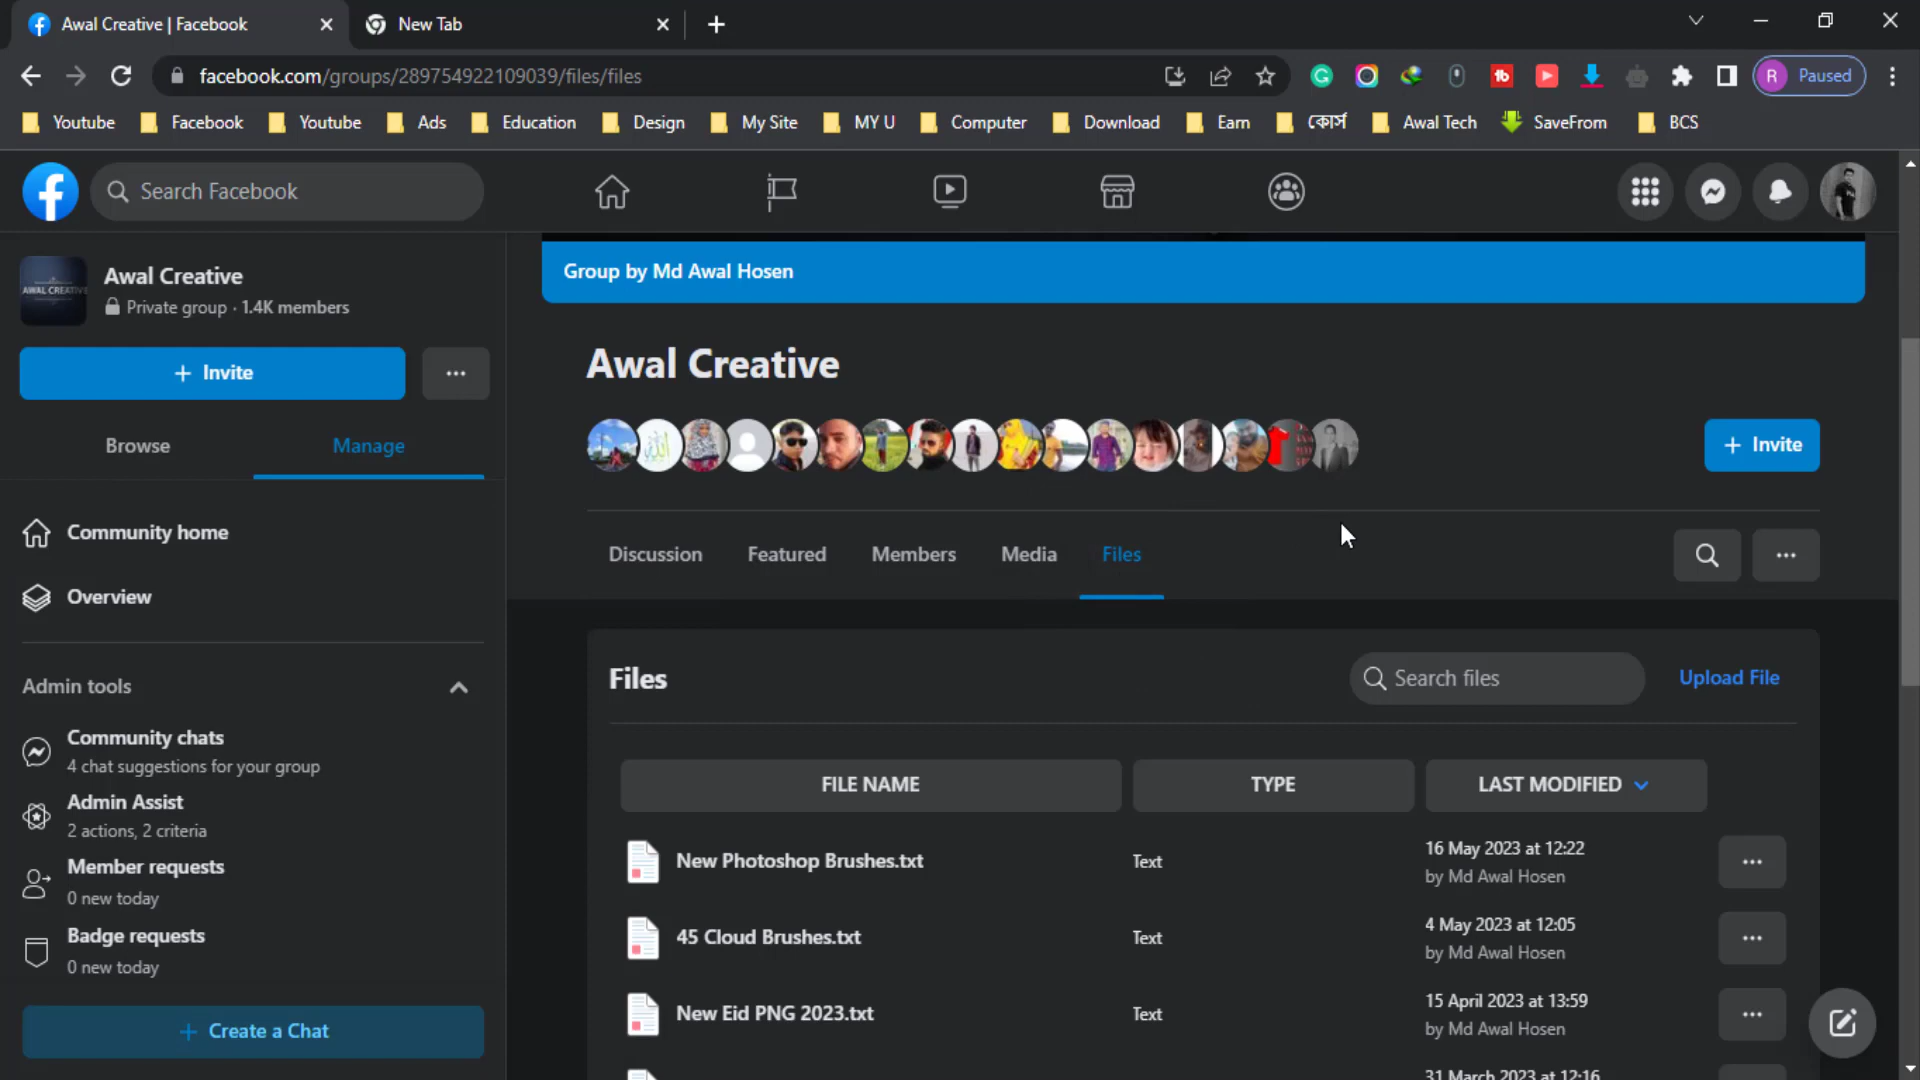 Awal Creative | Facebook
New Tab
facebook.com/groups/289754922109039/files/files
R Paused
Youtube
Facebook
Youtube
Ads
Education
Design
My Site
MY U
Computer
Download
Earn
কোর্স
Awal Tech
SaveFrom
BCS
Search Facebook
Awal Creative
Private group · 1.4K members
+ Invite
Browse
Manage
Community home
Overview
Admin tools
Community chats
4 chat suggestions for your group
Admin Assist
2 actions, 2 criteria
Member requests
0 new today
Badge requests
0 new today
+ Create a Chat
Group by Md Awal Hosen
Awal Creative
+ Invite
Discussion
Featured
Members
Media
Files
Files
Search files
Upload File
FILE NAME
TYPE
LAST MODIFIED
New Photoshop Brushes.txt
Text
16 May 2023 at 12:22
by Md Awal Hosen
45 Cloud Brushes.txt
Text
4 May 2023 at 12:05
by Md Awal Hosen
New Eid PNG 2023.txt
Text
15 April 2023 at 13:59
by Md Awal Hosen
31 March 2023 at 12:16